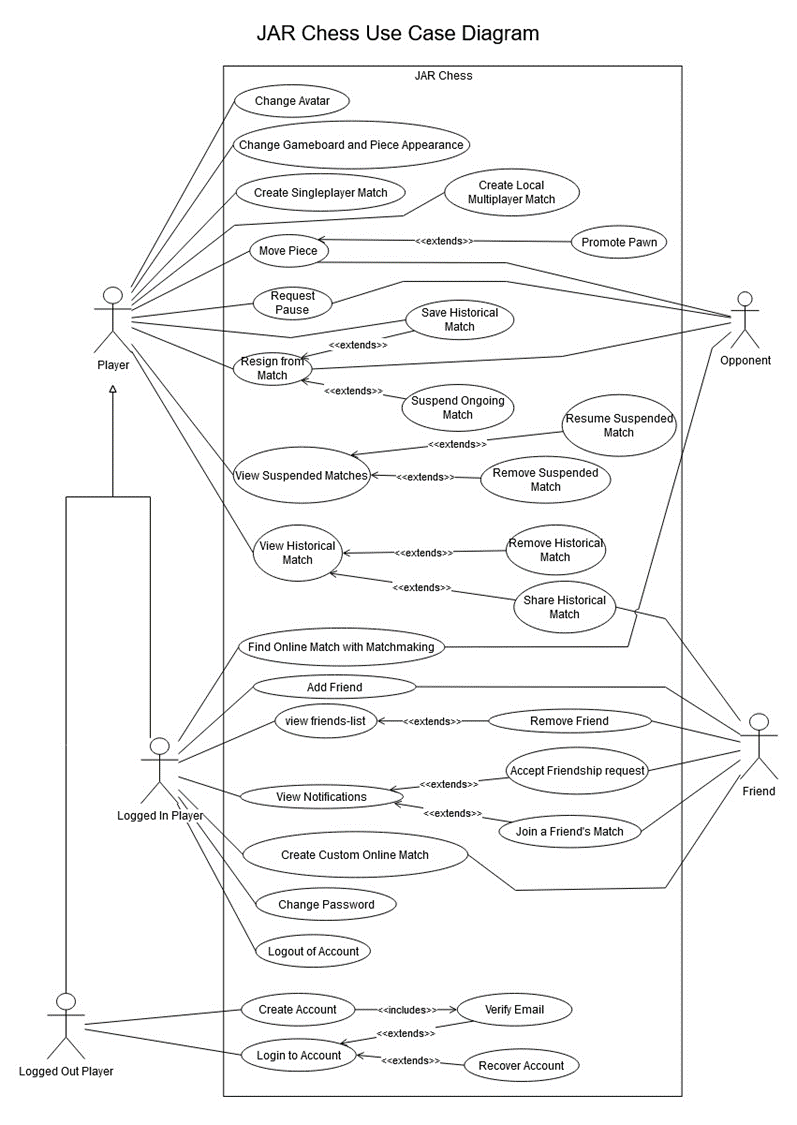 JAR Chess Use Case Diagram
JAR Chess
Change Avatar
Change Gameboard and Piece Appearance
Create Singleplayer Match
Create Local
Multiplayer Match
Promote Pawn
<<extends>>
Move Piece
Request
Pause
Save Historical
Match
<<extends>>
Player
Opponent
Resign from
Match
<<extends>>
Suspend Ongoing
Match
Resume Suspended
Match
<<extends>>
View Suspended Matches
<<extends>>
Remove Suspended
Match
View Historical
Match
<<extends>>
Remove Historical
Match
<<extends>>
Share Historical
Match
Find Online Match with Matchmaking
Add Friend
view friends-list
<<extends>>
Remove Friend
Accept Friendship request
<<extends>>
Friend
View Notifications
<<extends>>
Logged In Player
Join a Friend's Match
Create Custom Online Match
Change Password
Logout of Account
Create Account
<<includes>>
Verify Email
<<extends>>
Login to Account
<<extends>>
Recover Account
Logged Out Player